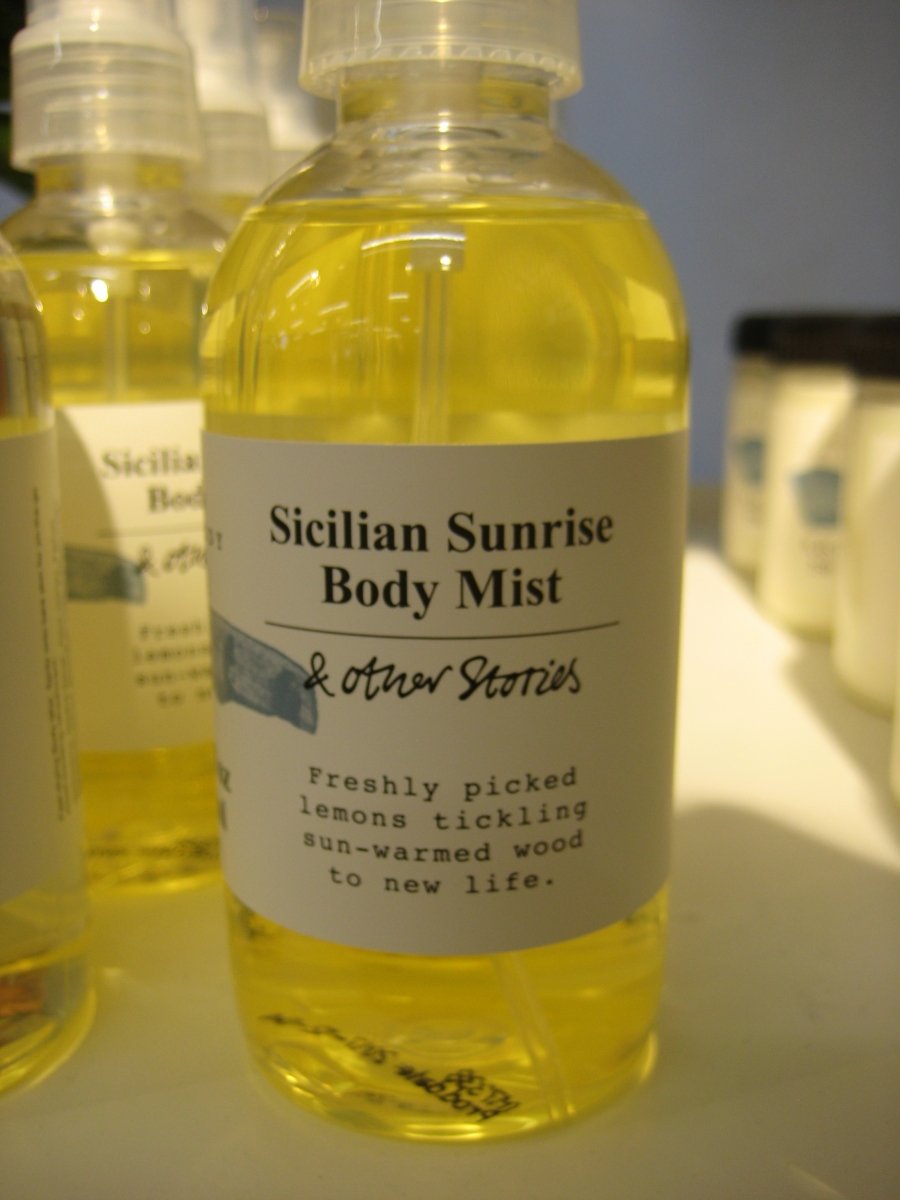 Sicilian Sunrise
Body Mist
& other Stories
Freshly picked
lemons tickling
sun-warmed wood
to new life.